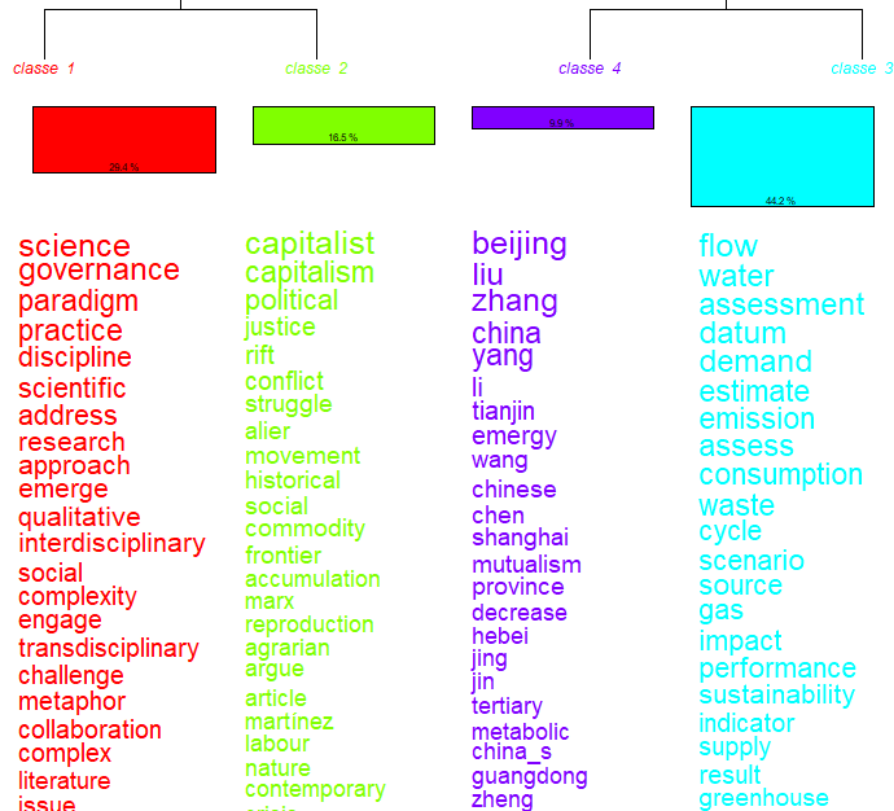 classe 1
classe 2
classe 4
classe 3
29.4 %
16.5 %
9.9 %
44.2 %
science
governance
paradigm
practice
discipline
scientific
address
research
approach
emerge
qualitative
interdisciplinary
social
complexity
engage
transdisciplinary
challenge
metaphor
collaboration
complex
literature
issue
capitalist
capitalism
political
justice
rift
conflict
struggle
alier
movement
historical
social
commodity
frontier
accumulation
marx
reproduction
agrarian
argue
article
martínez
labour
nature
contemporary
crisis
beijing
liu
zhang
china
yang
li
tianjin
emergy
wang
chinese
chen
shanghai
mutualism
province
decrease
hebei
jing
jin
tertiary
metabolic
china_s
guangdong
zheng
flow
water
assessment
datum
demand
estimate
emission
assess
consumption
waste
cycle
scenario
source
gas
impact
performance
sustainability
indicator
supply
result
greenhouse